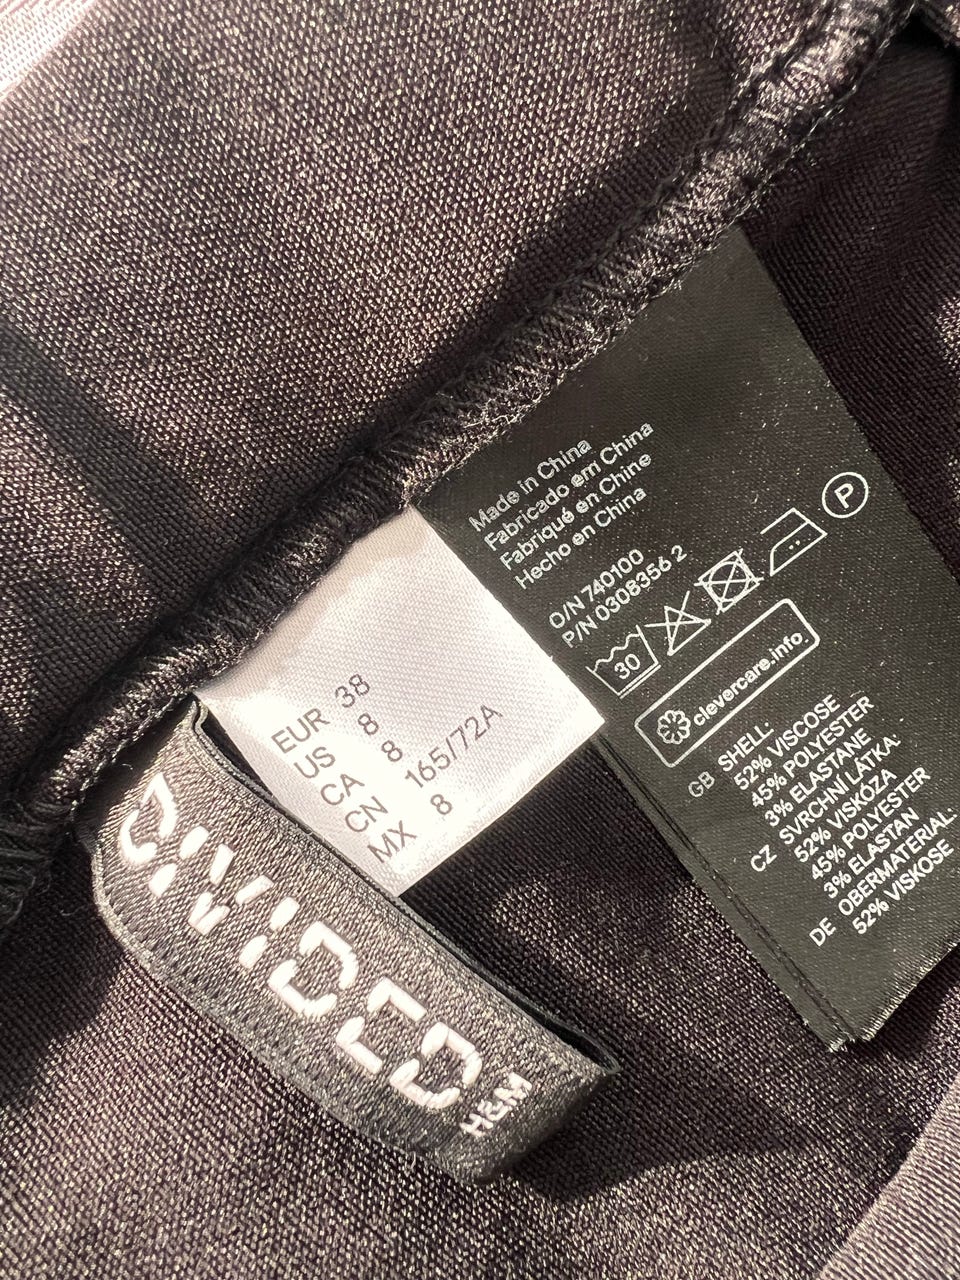 Made in China
Fabricado em China
Fabriqué en Chine
Hecho en China
O/N 740100
P/N 0308356 2
30
P
clevercare.info
GB SHELL:
52% VISCOSE
45% POLYESTER
3% ELASTANE
CZ SVRCHNÍ LÁTKA:
52% VISKÓZA
45% POLYESTER
3% ELASTAN
DE OBERMATERIAL:
52% VISKOSE
EUR 38
US 8
CA 8
CN 165/72A
MX 8
DIVIDED
H&M